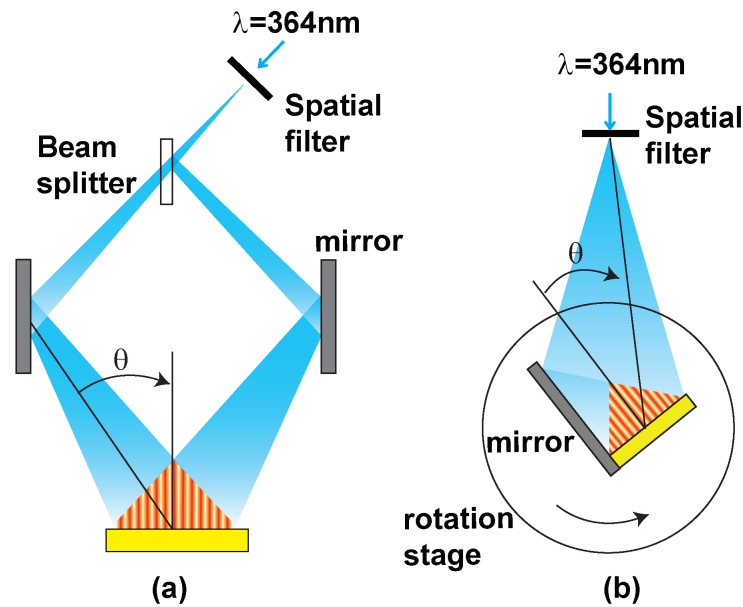 λ=364nm
Spatial
filter
Beam
splitter
mirror
θ
(a)
λ=364nm
Spatial
filter
θ
mirror
rotation
stage
(b)